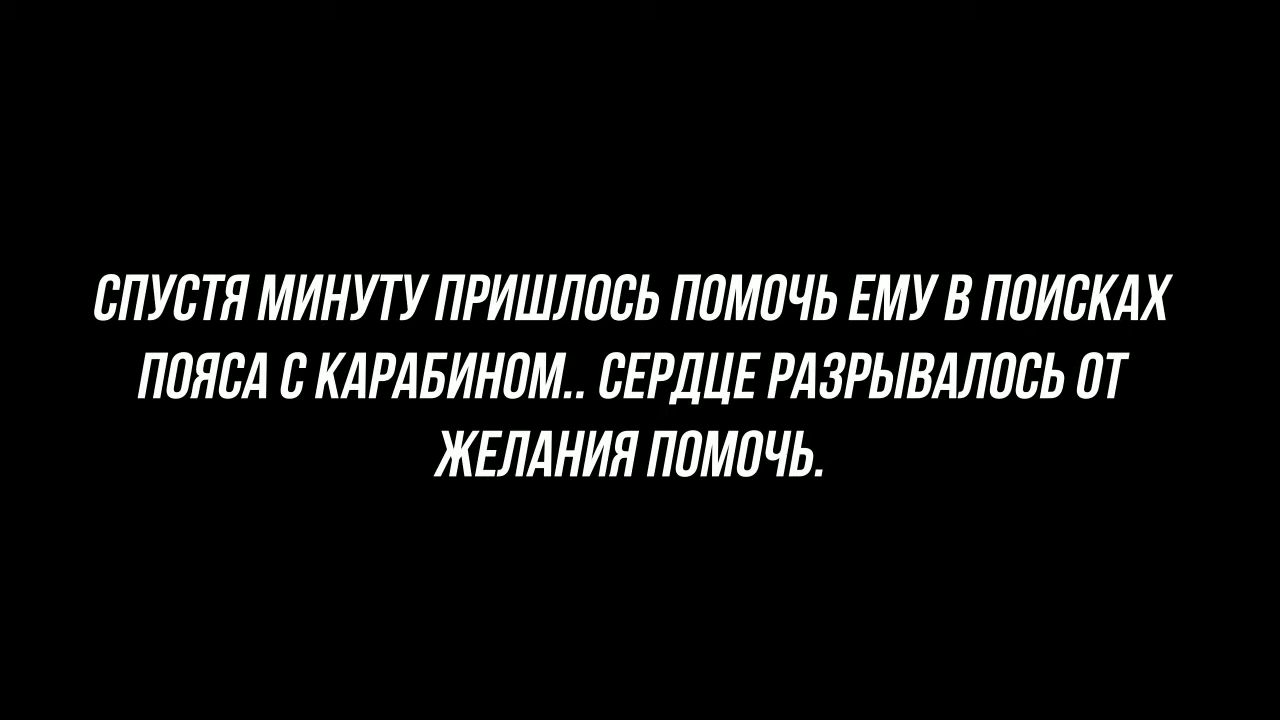 СПУСТЯ МИНУТУ ПРИШЛОСЬ ПОМОЧЬ ЕМУ В ПОИСКАХ
ПОЯСА С КАРАБИНОМ.. СЕРДЦЕ РАЗРЫВАЛОСЬ ОТ
ЖЕЛАНИЯ ПОМОЧЬ.